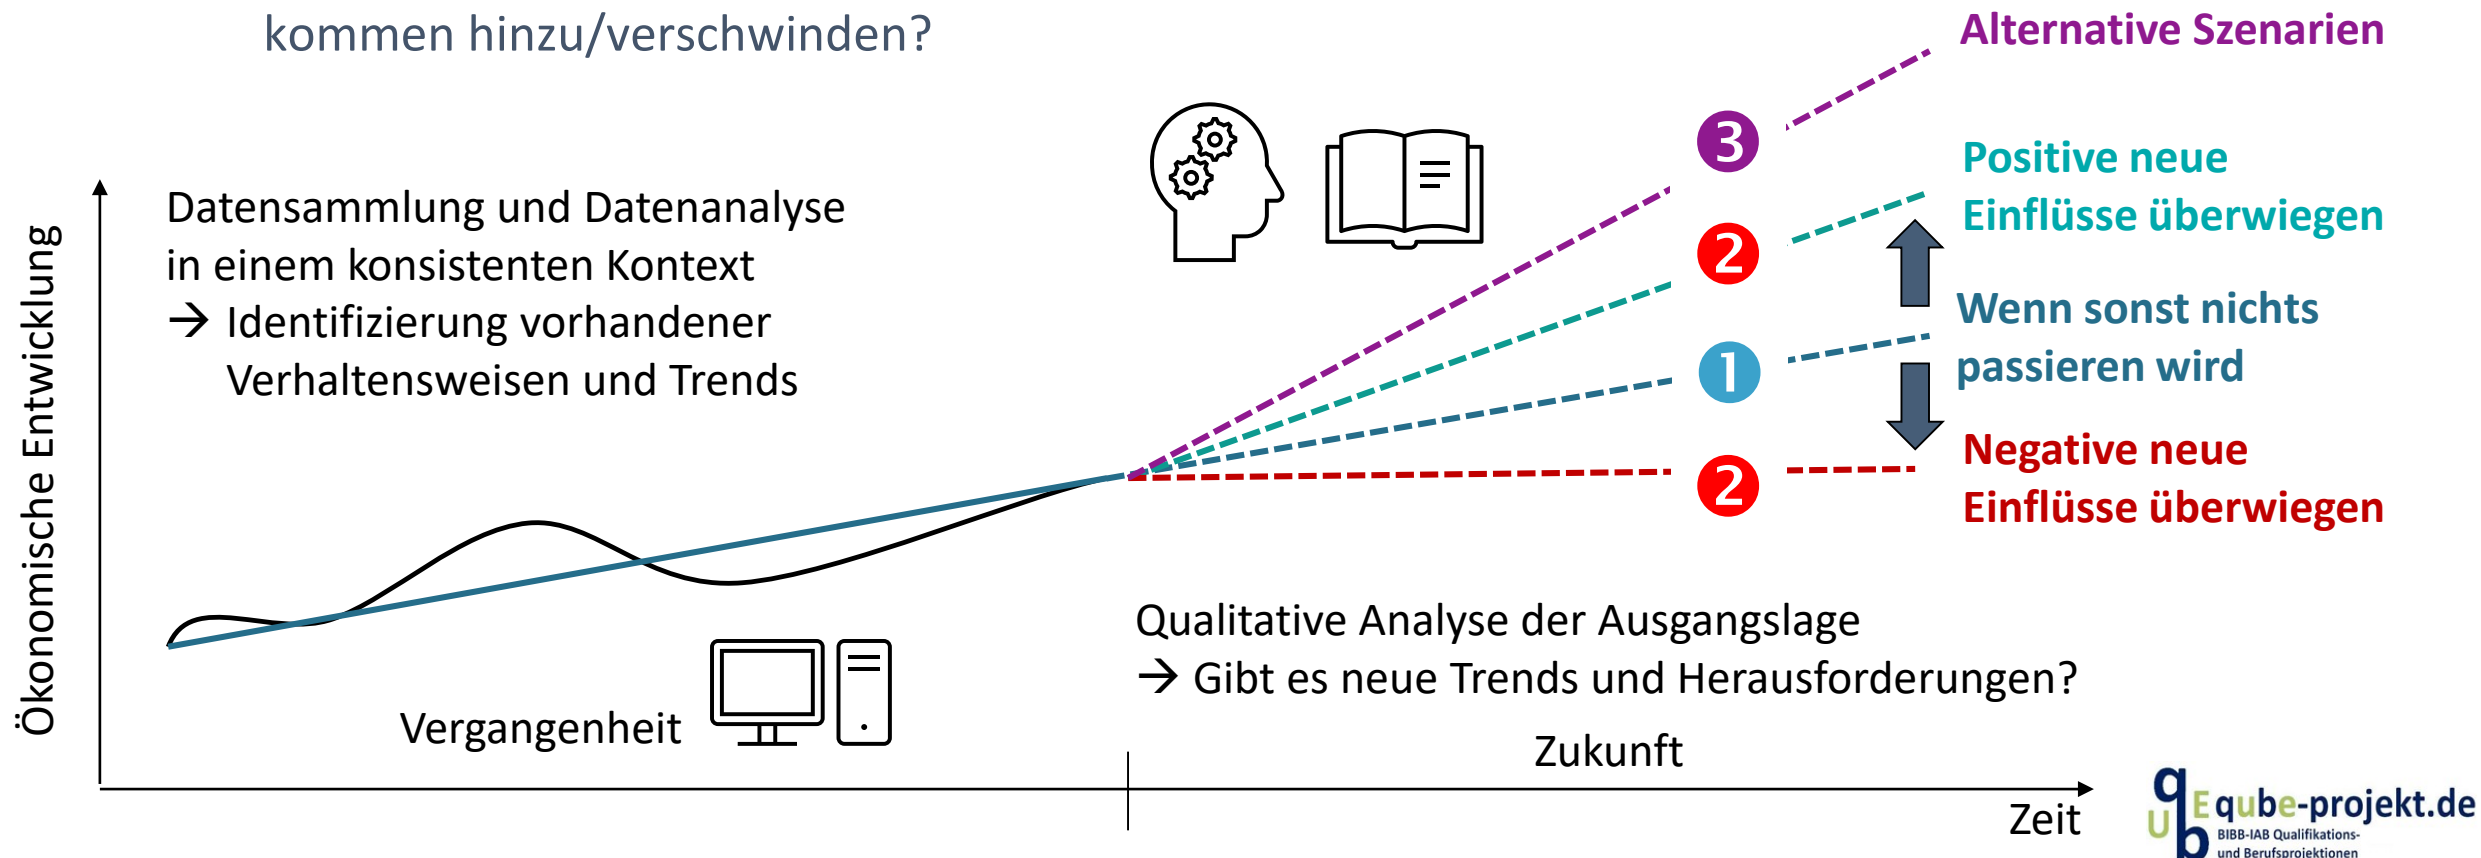 kommen hinzu/verschwinden?
Alternative Szenarien
3
Positive neue
Einflüsse überwiegen
2
Datensammlung und Datenanalyse
in einem konsistenten Kontext
→ Identifizierung vorhandener
Verhaltensweisen und Trends
Ökonomische Entwicklung
Wenn sonst nichts
passieren wird
1
Negative neue
Einflüsse überwiegen
2
Qualitative Analyse der Ausgangslage
→ Gibt es neue Trends und Herausforderungen?
Vergangenheit
Zukunft
Zeit
qUbE
qube-projekt.de
BIBB-IAB Qualifikations-
und Berufsprojektionen